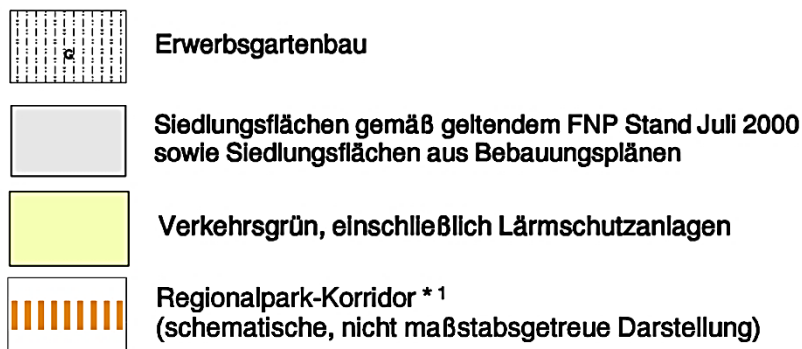 G
Erwerbsgartenbau
Siedlungsflächen gemäß geltendem FNP Stand Juli 2000
sowie Siedlungsflächen aus Bebauungsplänen
Verkehrsgrün, einschließlich Lärmschutzanlagen
Regionalpark-Korridor * ¹
(schematische, nicht maßstabsgetreue Darstellung)